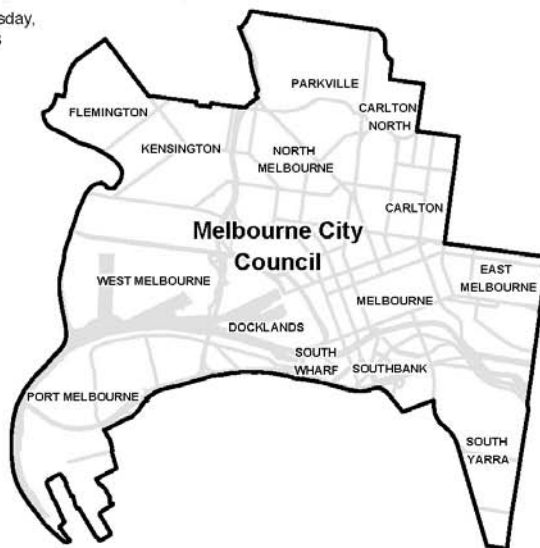 PARKVILLE
CARLTON
NORTH
FLEMINGTON
KENSINGTON
NORTH
MELBOURNE
CARLTON
Melbourne City
Council
EAST
MELBOURNE
WEST MELBOURNE
MELBOURNE
DOCKLANDS
SOUTH
WHARF
SOUTHBANK
PORT MELBOURNE
SOUTH
YARRA